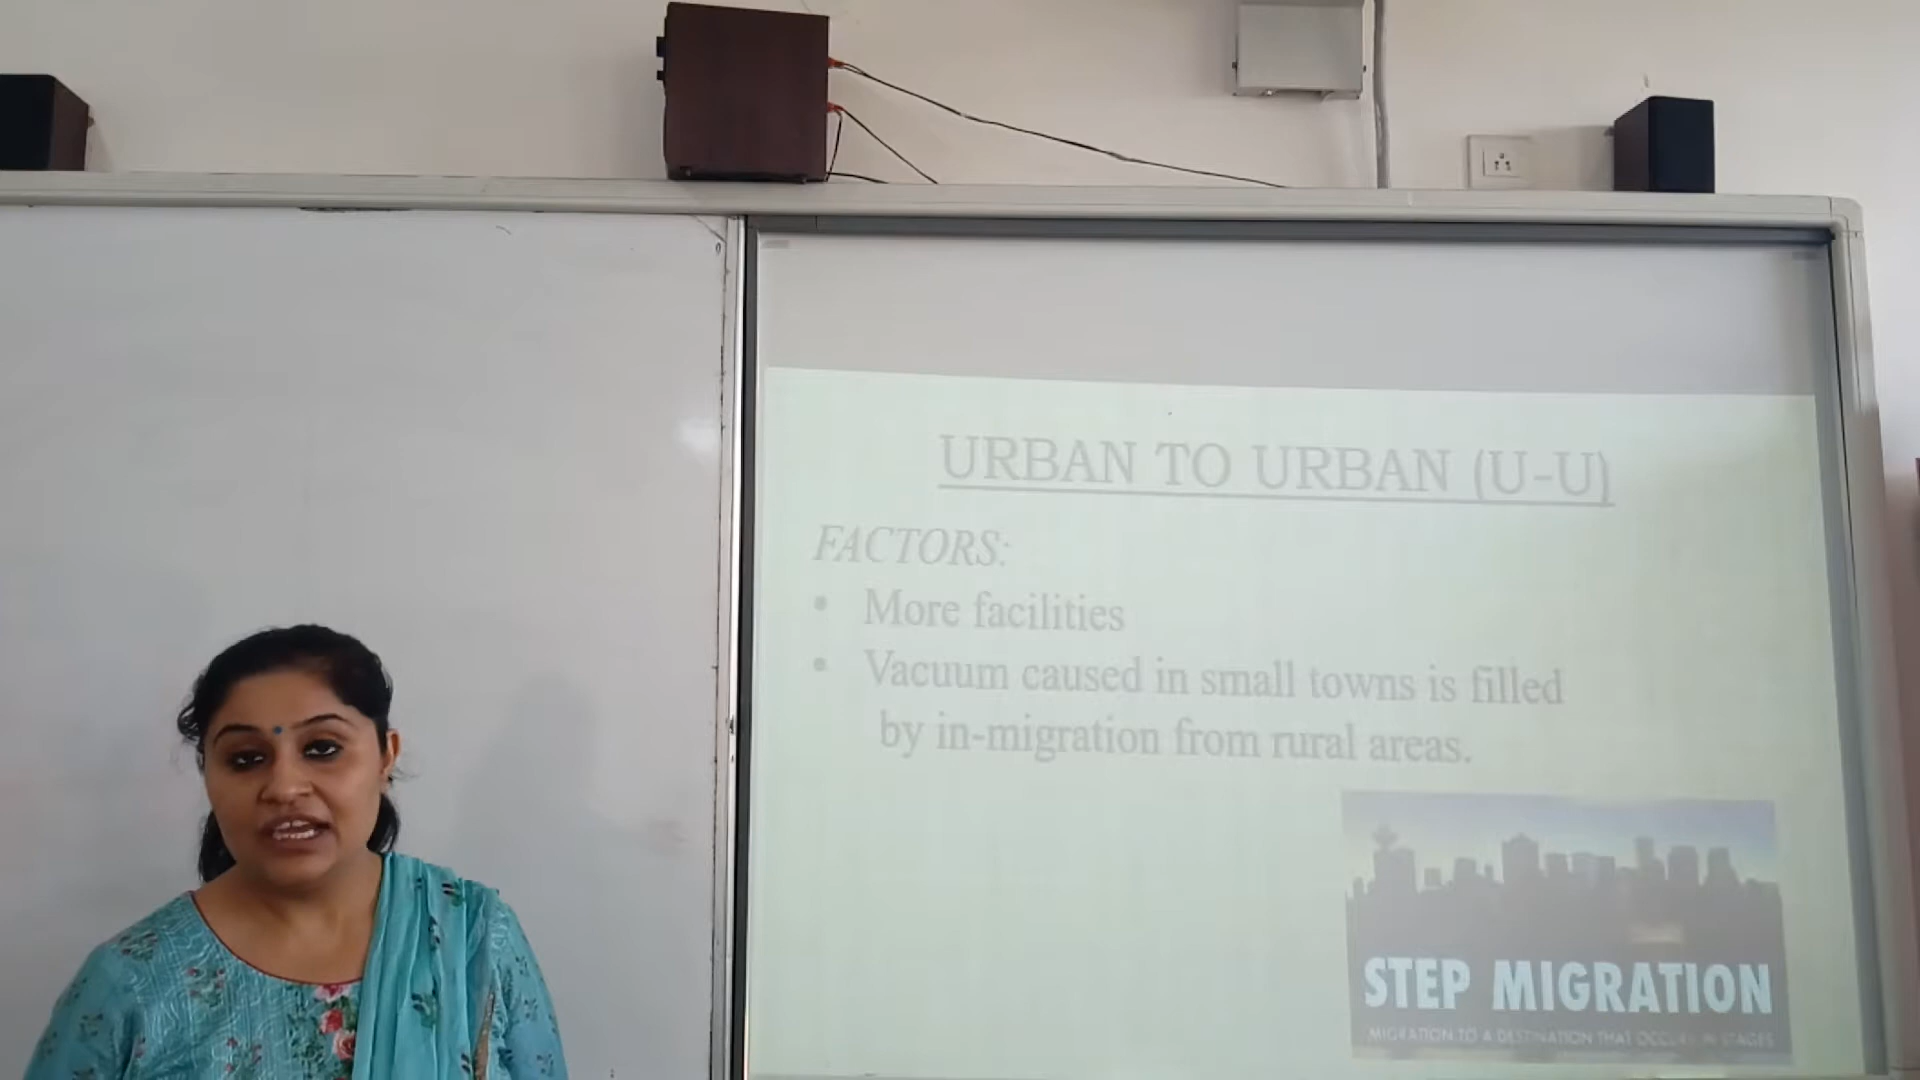 URBAN TO URBAN (U-U)
FACTORS:
• More facilities
• Vacuum caused in small towns is filled
by in-migration from rural areas.
STEP MIGRATION
MIGRATION TO A DESTINATION THAT OCCURS IN STAGES